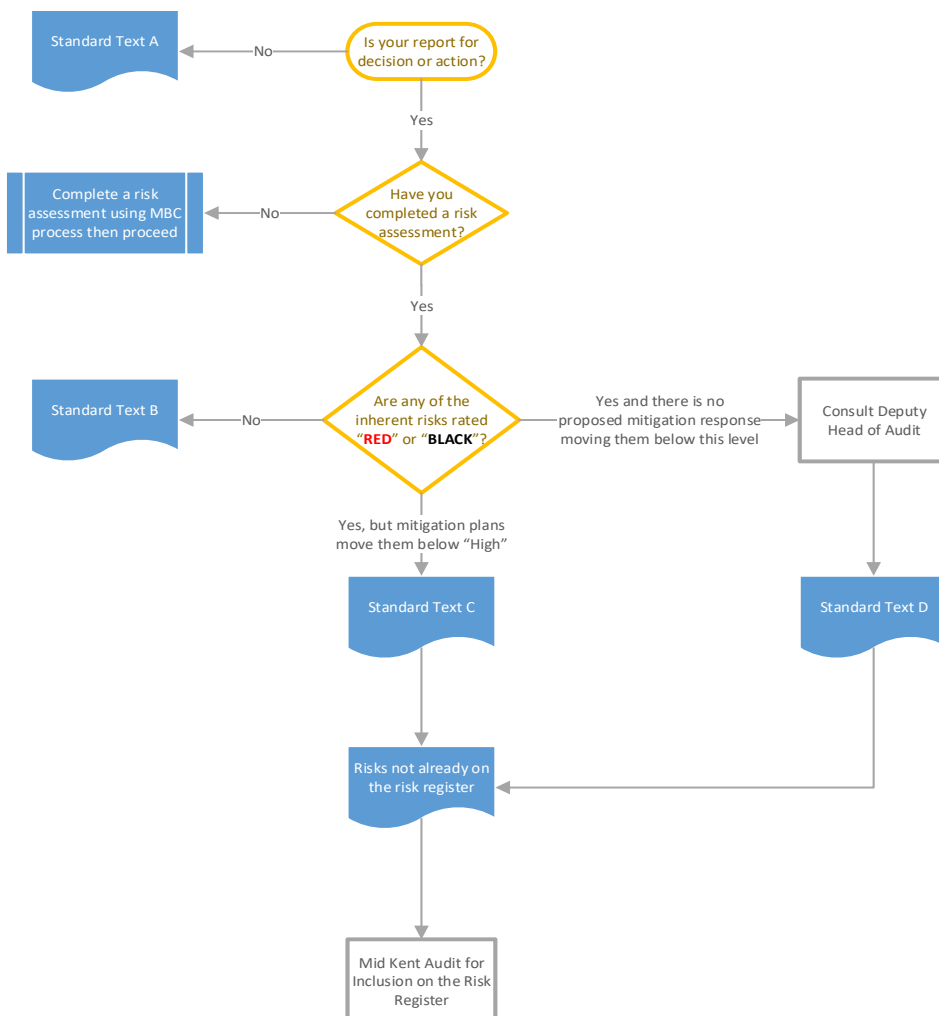 Standard Text A
No
Is your report for
decision or action?
Yes
Complete a risk
assessment using MBC
process then proceed
No
Have you
completed a risk
assessment?
Yes
Standard Text B
No
Are any of the
inherent risks rated
“RED” or “BLACK”?
Yes and there is no
proposed mitigation response
moving them below this level
Consult Deputy
Head of Audit
Yes, but mitigation plans
move them below “High”
Standard Text C
Standard Text D
Risks not already on
the risk register
Mid Kent Audit for
Inclusion on the Risk
Register